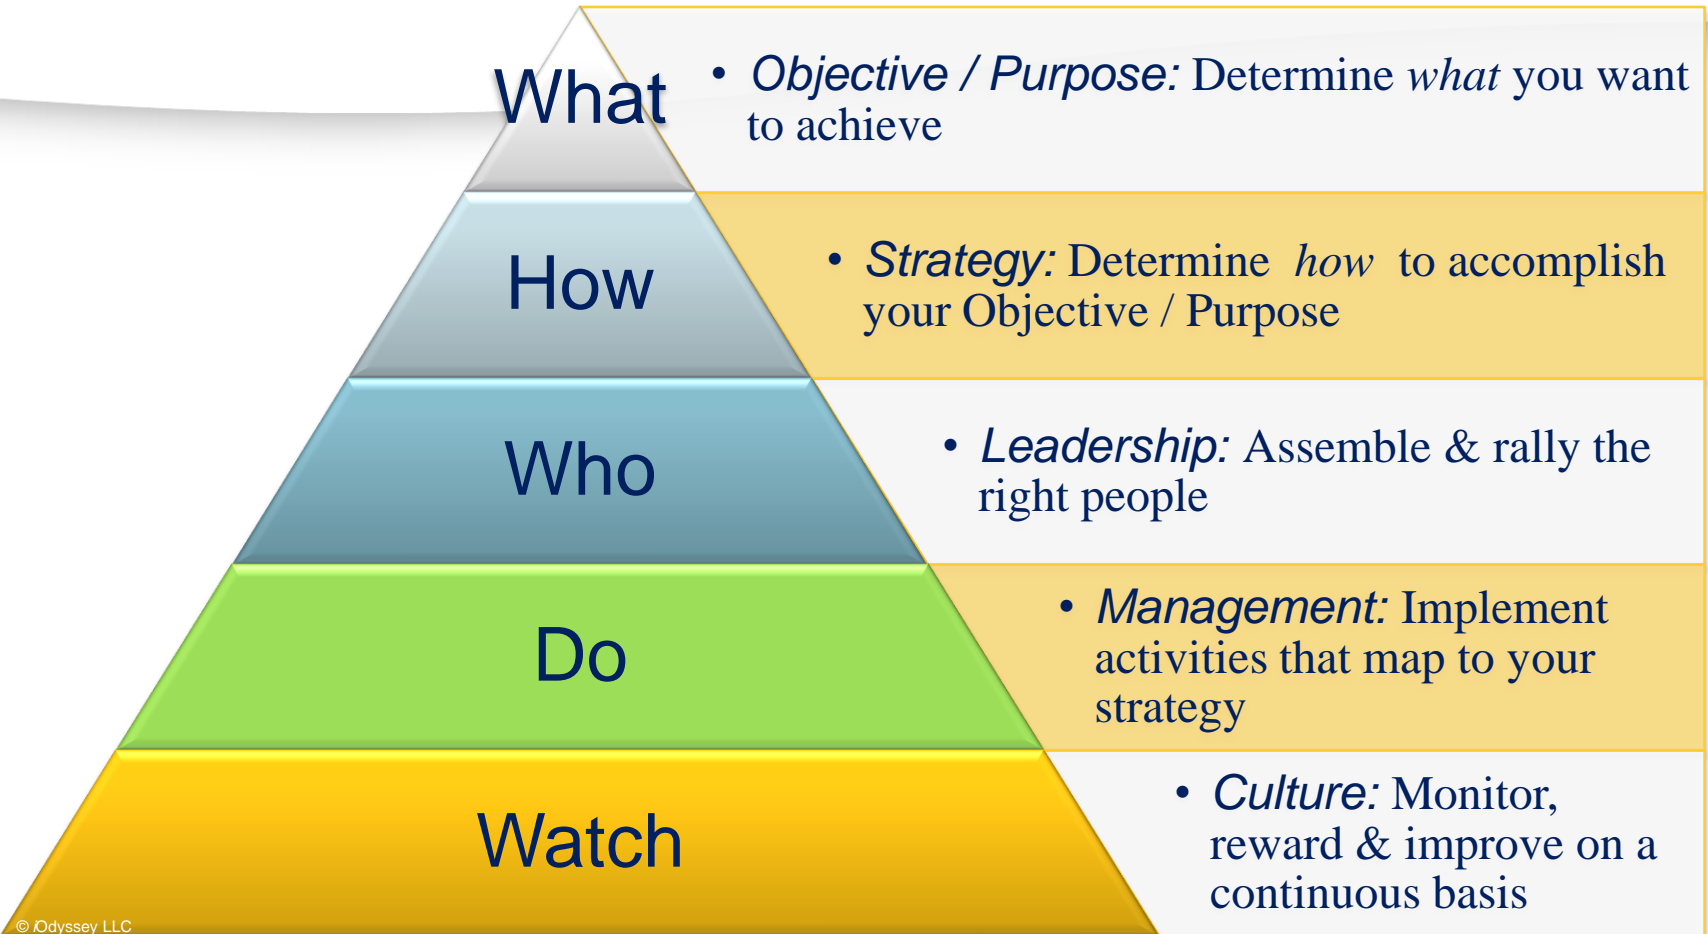 What
• Objective / Purpose: Determine what you want
to achieve
How
• Strategy: Determine how to accomplish
your Objective / Purpose
Who
• Leadership: Assemble & rally the
right people
Do
• Management: Implement
activities that map to your
strategy
Watch
• Culture: Monitor,
reward & improve on a
continuous basis
© iOdyssey LLC